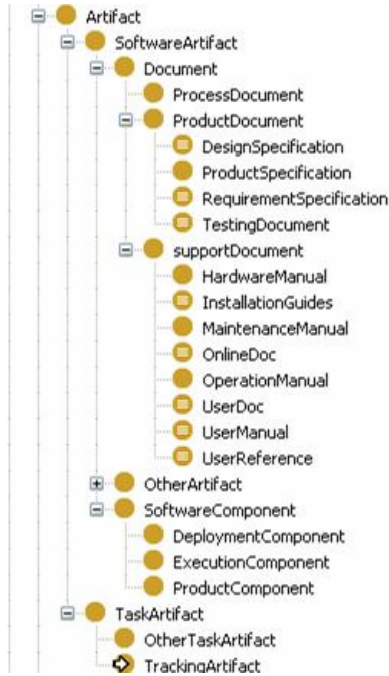 Artifact
SoftwareArtifact
Document
ProcessDocument
ProductDocument
DesignSpecification
ProductSpecification
RequirementSpecification
TestingDocument
supportDocument
HardwareManual
InstallationGuides
MaintenanceManual
OnlineDoc
OperationManual
UserDoc
UserManual
UserReference
OtherArtifact
SoftwareComponent
DeploymentComponent
ExecutionComponent
ProductComponent
TaskArtifact
OtherTaskArtifact
TrackingArtifact